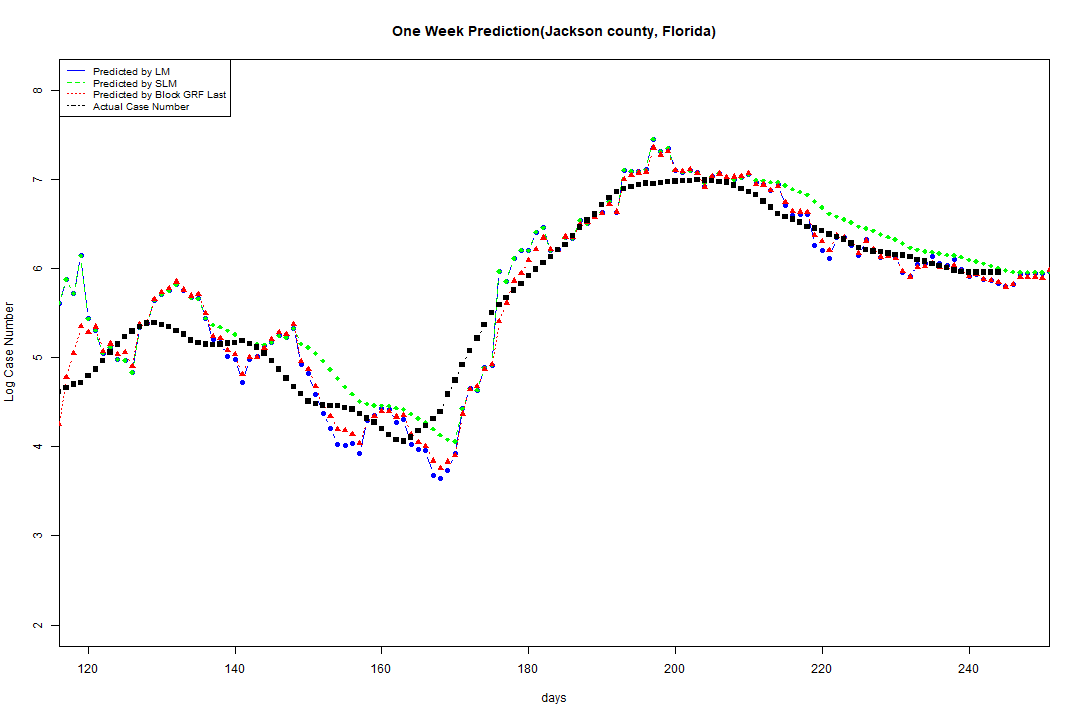 One Week Prediction(Jackson county, Florida)
Predicted by LM
Predicted by SLM
Predicted by Block GRF Last
Actual Case Number
Log Case Number
8
7
6
5
4
3
2
120 140 160 180 200 220 240
days